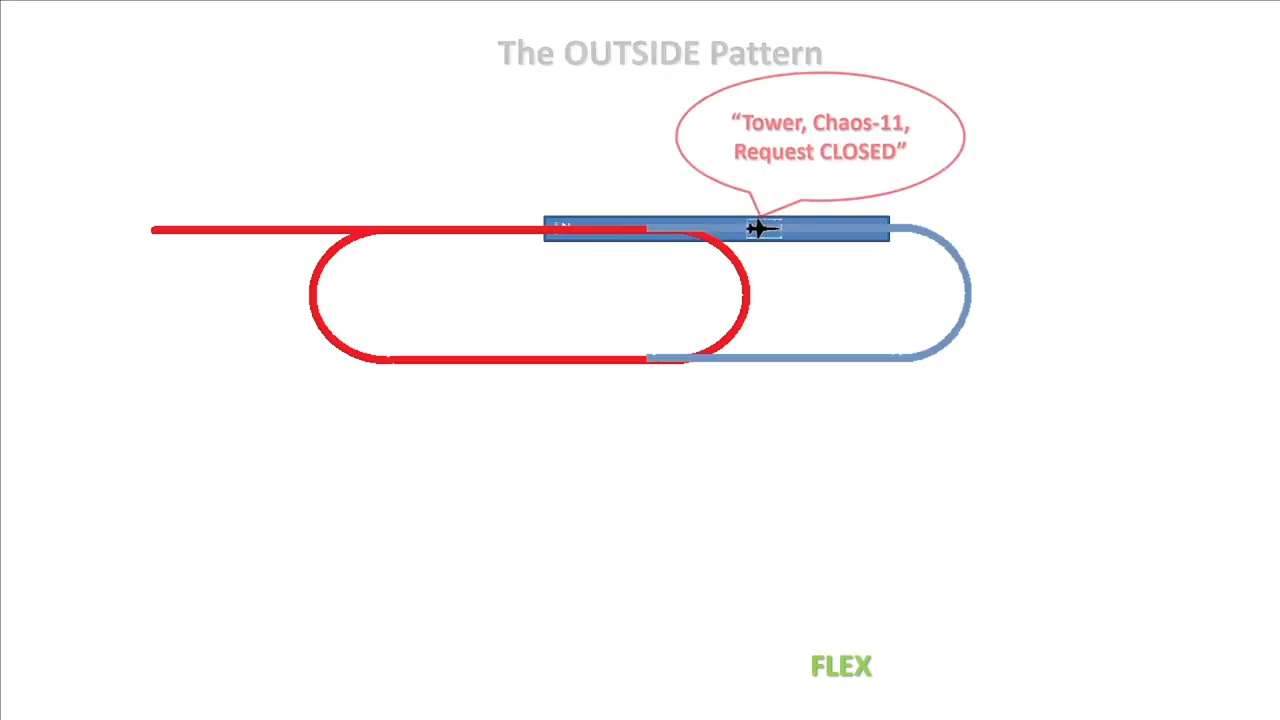 The OUTSIDE Pattern
“Tower, Chaos-11,
Request CLOSED”
FLEX